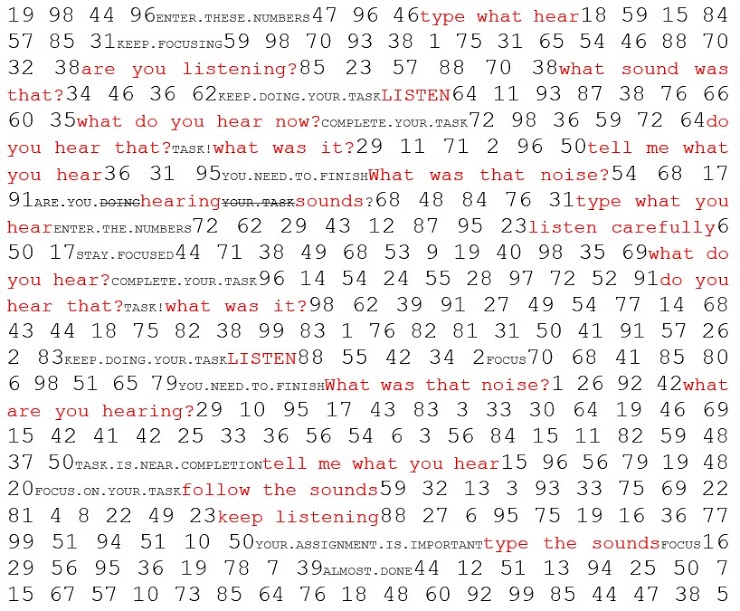 19 98 44 96ENTER.THESE.NUMBERS47 96 46type what hear18 59 15 84
57 85 31KEEP.FOCUSING59 98 70 93 38 1 75 31 65 54 46 88 70
32 38are you listening?85 23 57 88 70 38what sound was
that?34 46 36 62KEEP.DOING.YOUR.TASKLISTEN64 11 93 87 38 76 66
60 35what do you hear now?COMPLETE.YOUR.TASK72 98 36 59 72 64do
you hear that?TASK!what was it?29 11 71 2 96 50tell me what
you hear36 31 95YOU.NEED.TO.FINISHWhat was that noise?54 68 17
91ARE.YOU.DOINGhearingYOUR.TASKsounds?68 48 84 76 31type what you
hearENTER.THE.NUMBERS72 62 29 43 12 87 95 23listen carefully6
50 17STAY.FOCUSED44 71 38 49 68 53 9 19 40 98 35 69what do
you hear?COMPLETE.YOUR.TASK96 14 54 24 55 28 97 72 52 91do you
hear that?TASK!what was it?98 62 39 91 27 49 54 77 14 68
43 44 18 75 82 38 99 83 1 76 82 81 31 50 41 91 57 26
2 83KEEP.DOING.YOUR.TASKLISTEN88 55 42 34 2FOCUS70 68 41 85 80
6 98 51 65 79YOU.NEED.TO.FINISHWhat was that noise?1 26 92 42what
are you hearing?29 10 95 17 43 83 3 33 30 64 19 46 69
15 42 41 42 25 33 36 56 54 6 3 56 84 15 11 82 59 48
37 50TASK.IS.NEAR.COMPLETIONtell me what you hear15 96 56 79 19 48
20FOCUS.ON.YOUR.TASKfollow the sounds59 32 13 3 93 33 75 69 22
81 4 8 22 49 23keep listening88 27 6 95 75 19 16 36 77
99 51 94 51 10 50YOUR.ASSIGNMENT.IS.IMPORTANTtype the soundsFOCUS16
29 56 95 36 19 78 7 39ALMOST.DONE44 12 51 13 94 25 50 7
15 67 57 10 73 85 64 76 18 48 60 92 99 85 44 47 38 5